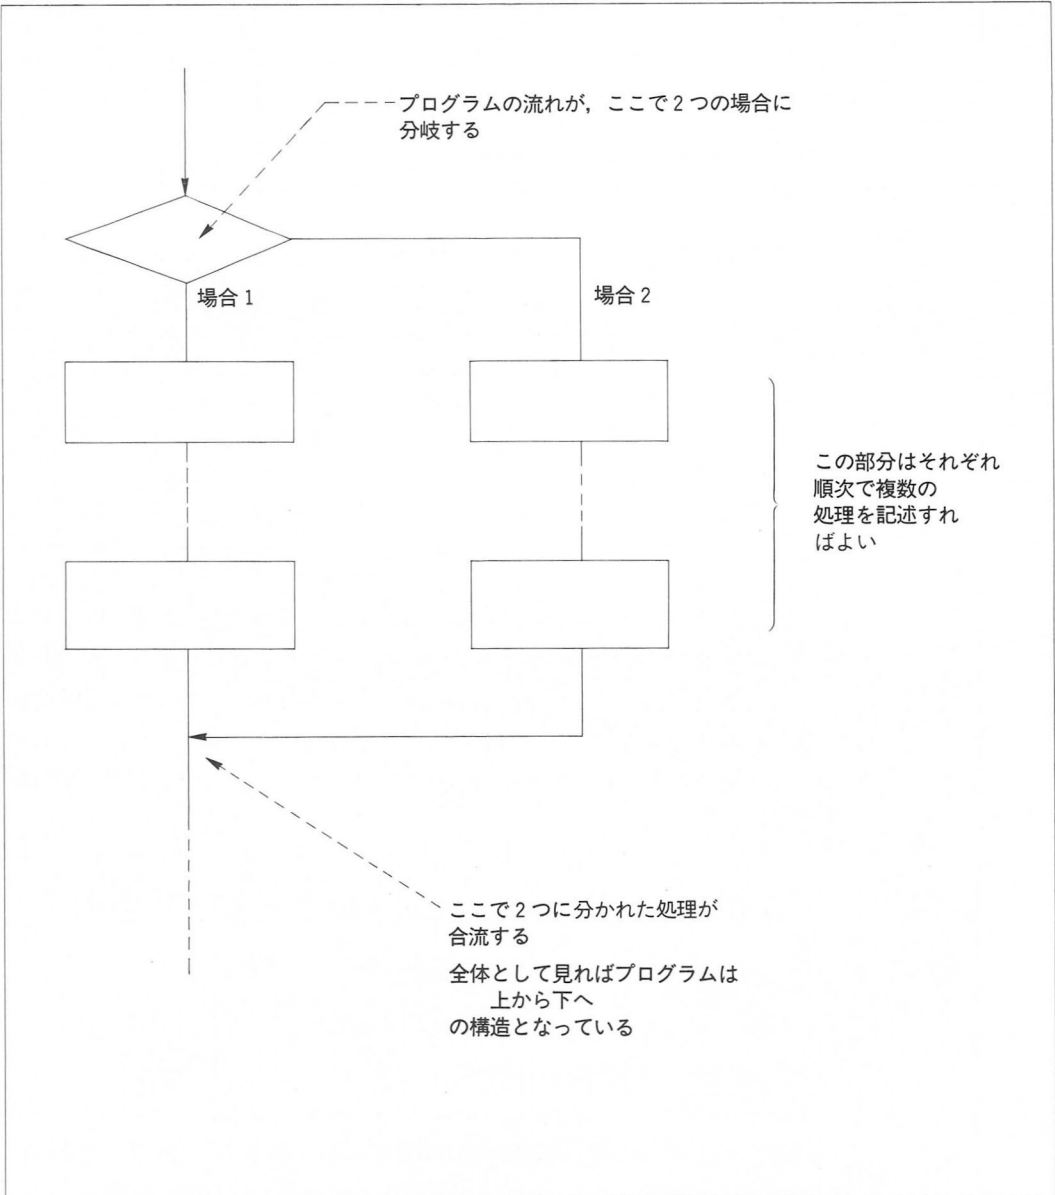 プログラムの流れが，ここで2つの場合に
分岐する
場合1
場合2
この部分はそれぞれ
順次で複数の
処理を記述すれ
ばよい
ここで2つに分かれた処理が
合流する
全体として見ればプログラムは
上から下へ
の構造となっている